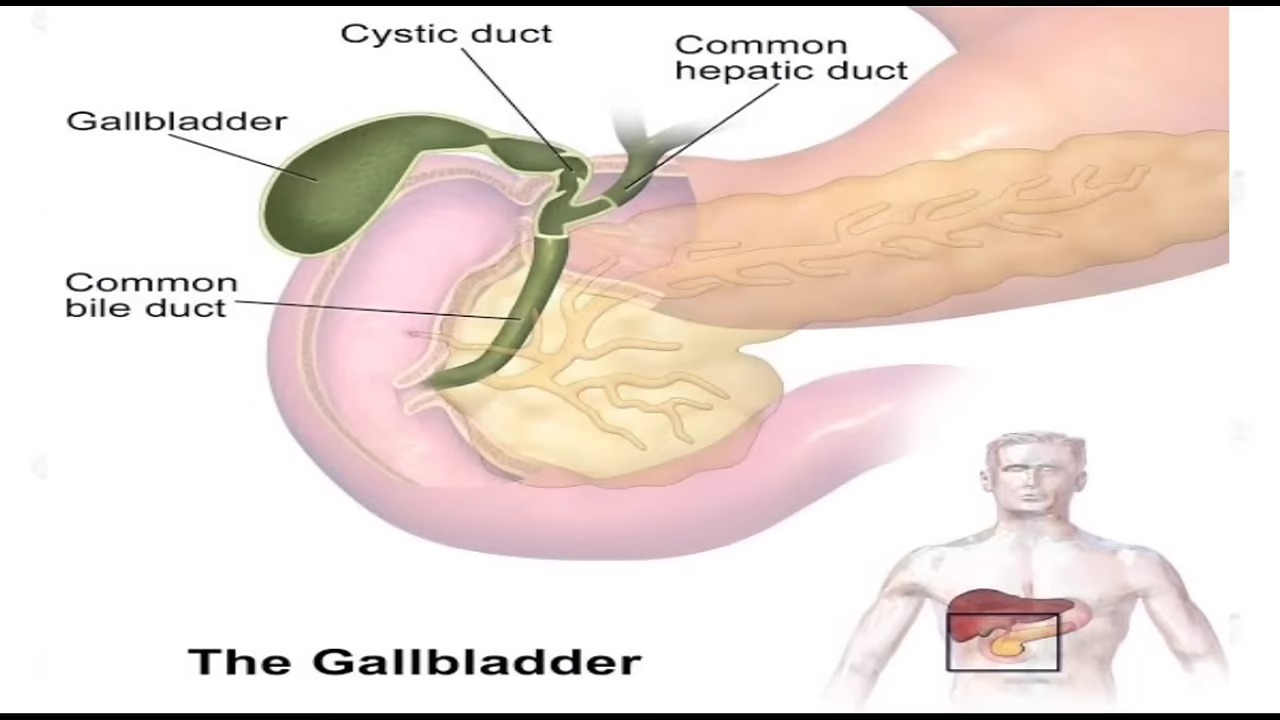 Cystic duct
Common
hepatic duct
Gallbladder
Common
bile duct
The Gallbladder